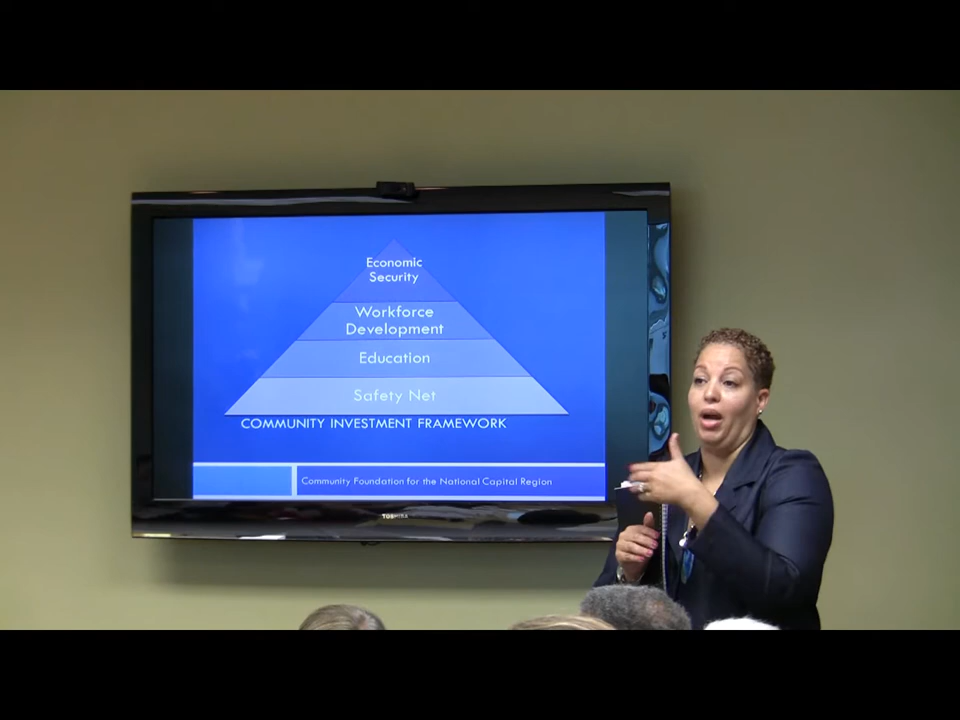 Economic
Security
Workforce
Development
Education
Safety Net
COMMUNITY INVESTMENT FRAMEWORK
Community Foundation for the National Capital Region
TOSHIBA